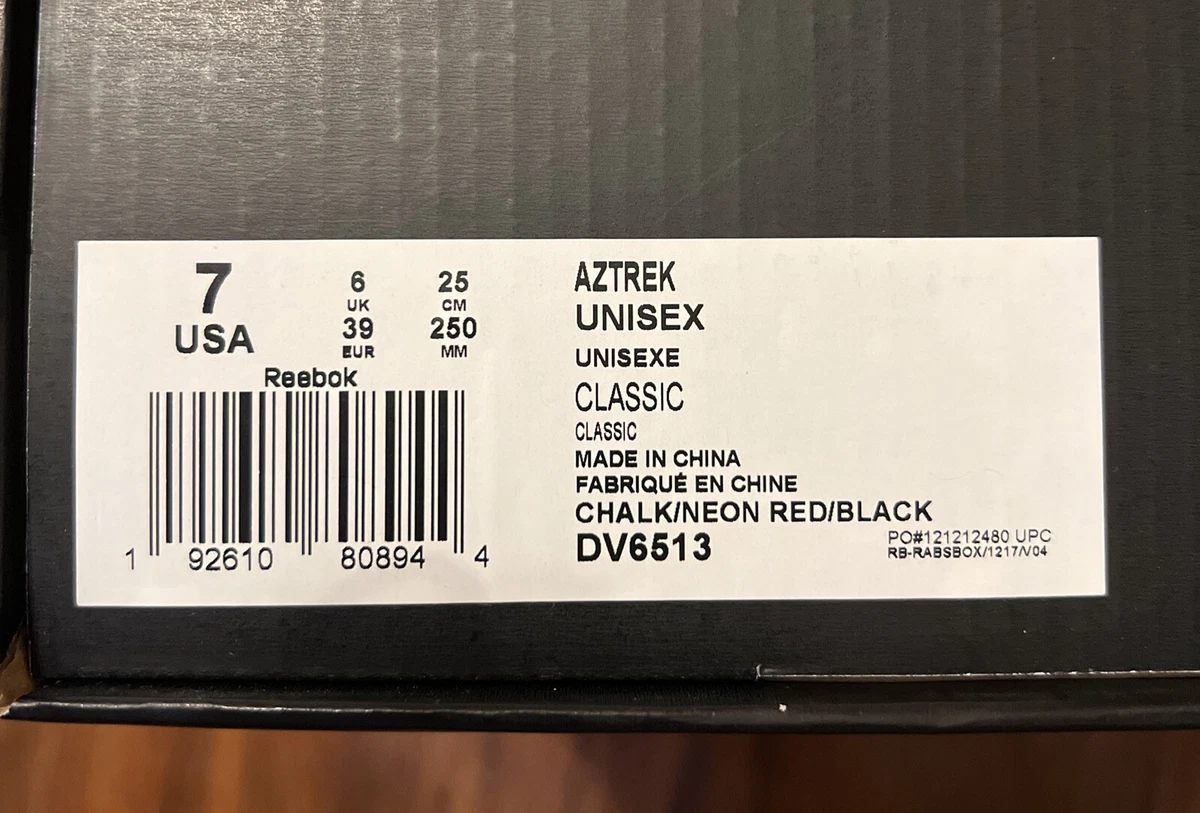 7
USA
6
UK
39
EUR
25
CM
250
MM
Reebok
1 92610 80894 4
AZTREK
UNISEX
UNISEXE
CLASSIC
CLASSIC
MADE IN CHINA
FABRIQUÉ EN CHINE
CHALK/NEON RED/BLACK
DV6513
PO#121212480 UPC
RB-RABSBOX/1217/V04